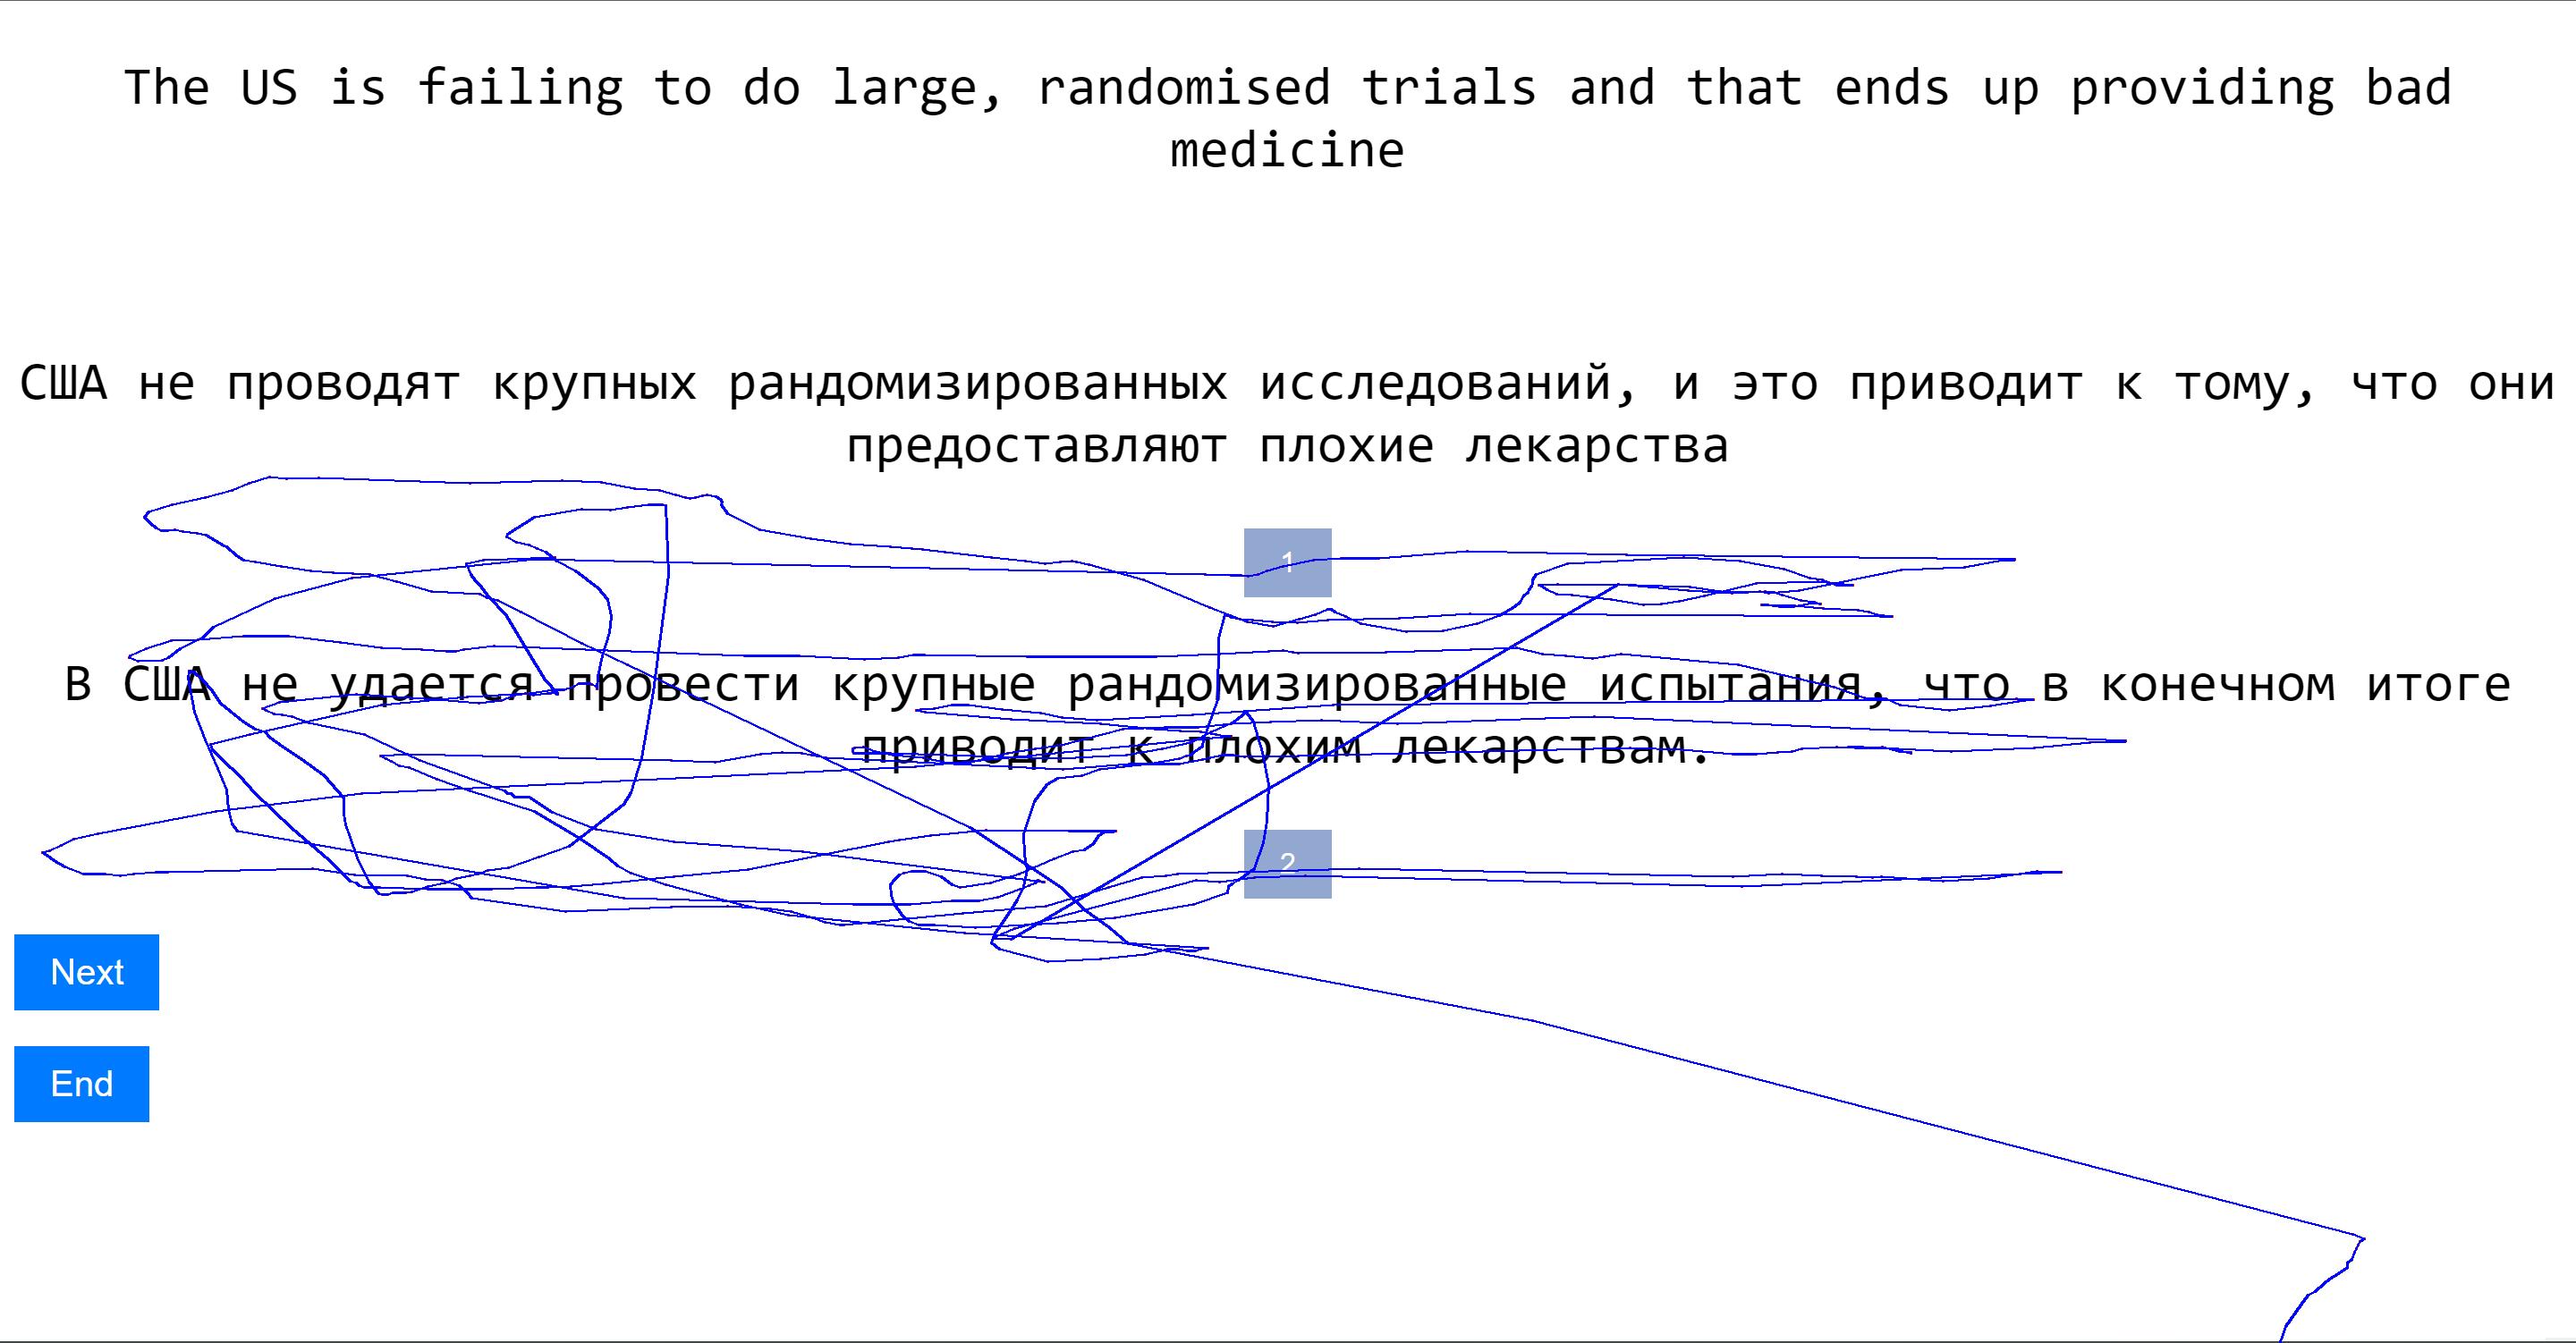 The US is failing to do large, randomised trials and that ends up providing bad
medicine
США не проводят крупных рандомизированных исследований, и это приводит к тому, что они
предоставляют плохие лекарства
1
В США не удается провести крупные рандомизированные испытания, что в конечном итоге
приводит к плохим лекарствам.
2
Next
End